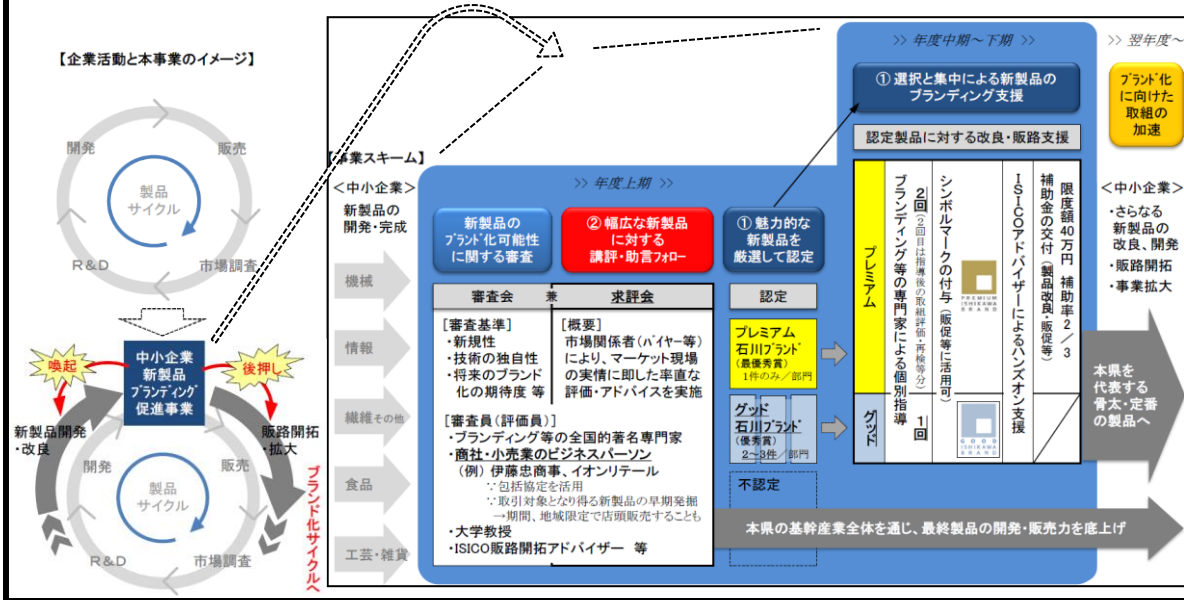 【企業活動と本事業のイメージ】
開発
販売
製品
サイクル
R&D
市場調査
中小企業
新製品
ブランディング
促進事業
喚起
後押し
新製品開発
・改良
販路開拓
・拡大
開発
販売
製品
サイクル
R&D
市場調査
ブランド化サイクルへ
【事業スキーム】
<中小企業>
新製品の
開発・完成
機械
情報
繊維その他
食品
工芸・雑貨
>> 年度上期 >>
新製品の
ブランド化可能性
に関する審査
② 幅広な新製品
に対する
講評・助言フォロー
① 魅力的な
新製品を
厳選して認定
審査会
兼
求評会
[審査基準]
・新規性
・技術の独自性
・将来のブランド
化の期待度 等
[概要]
市場関係者(バイヤー等)
により、マーケット現場
の実情に即した率直な
評価・アドバイスを実施
[審査員(評価員)]
・ブランディング等の全国的著名専門家
・商社・小売業のビジネスパーソン
(例) 伊藤忠商事、イオンリテール
∵包括協定を活用
∵取引対象となり得る新製品の早期発掘
→期間、地域限定で店頭販売することも
・大学教授
・ISICO販路開拓アドバイザー 等
認定
プレミアム
石川ブランド
(最優秀賞)
1件のみ/部門
グッド
石川ブランド
(優秀賞)
2～3件/部門
不認定
>> 年度中期～下期 >>
① 選択と集中による新製品の
ブランディング支援
認定製品に対する改良・販路支援
プレミアム
グッド
ブランディング等の専門家による個別指導
2回(2回目は指導後の取組評価・再検等分)
1回
シンボルマークの付与(販促等に活用可)
PREMIUM
ISHIKAWA
BRAND
GOOD
ISHIKAWA
BRAND
ISICOアドバイザーによるハンズオン支援
補助金の交付(製品改良・販促等)
限度額40万円 補助率2/3
>> 翌年度～
ブランド化
に向けた
取組の
加速
<中小企業>
・さらなる
新製品の
改良、開発
・販路開拓
・事業拡大
本県を
代表する
骨太・定番
の製品へ
本県の基幹産業全体を通じ、最終製品の開発・販売力を底上げ